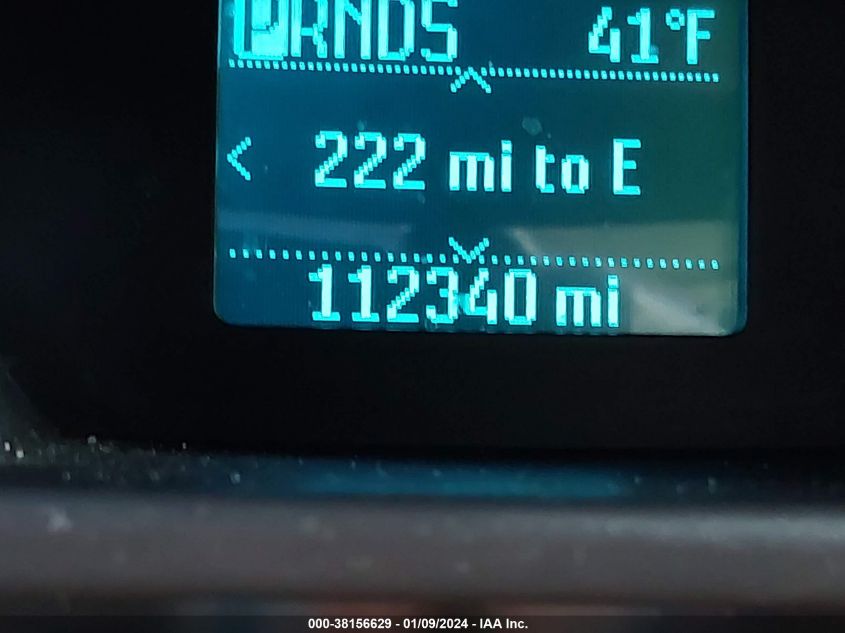 PRNDS 41°F
< 222 mi to E
112340 mi
000-38156629 - 01/09/2024 - IAA Inc.